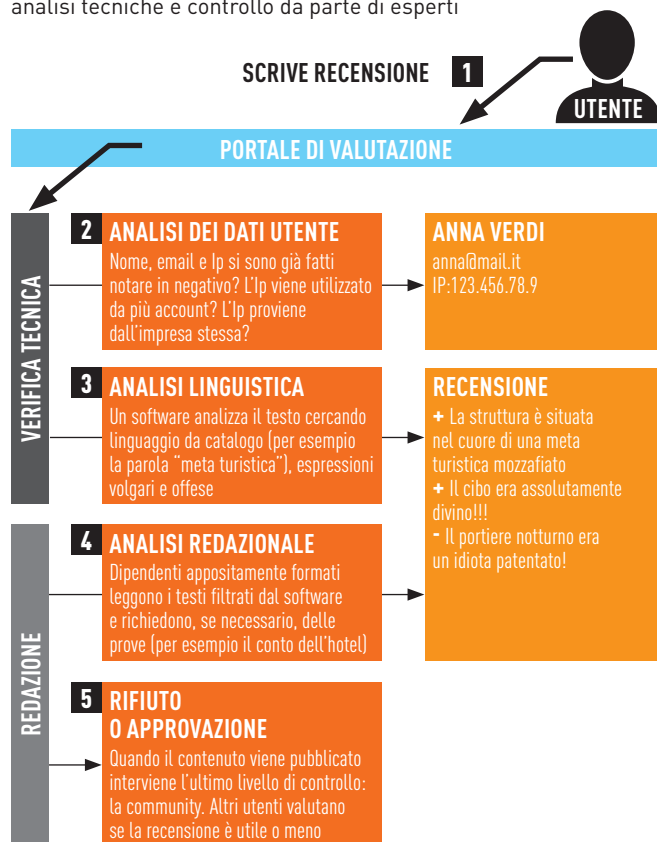 analisi tecniche e controllo da parte di esperti
SCRIVE RECENSIONE 1
UTENTE
PORTALE DI VALUTAZIONE
VERIFICA TECNICA
2 ANALISI DEI DATI UTENTE
Nome, email e Ip si sono già fatti
notare in negativo? L'Ip viene utilizzato
da più account? L'Ip proviene
dall'impresa stessa?
ANNA VERDI
anna@mail.it
IP:123.456.78.9
3 ANALISI LINGUISTICA
Un software analizza il testo cercando
linguaggio da catalogo (per esempio
la parola "meta turistica"), espressioni
volgari e offese
RECENSIONE
+ La struttura è situata
nel cuore di una meta
turistica mozzafiato
+ Il cibo era assolutamente
divino!!!
- Il portiere notturno era
un idiota patentato!
REDAZIONE
4 ANALISI REDAZIONALE
Dipendenti appositamente formati
leggono i testi filtrati dal software
e richiedono, se necessario, delle
prove (per esempio il conto dell'hotel)
5 RIFIUTO
O APPROVAZIONE
Quando il contenuto viene pubblicato
interviene l'ultimo livello di controllo:
la community. Altri utenti valutano
se la recensione è utile o meno